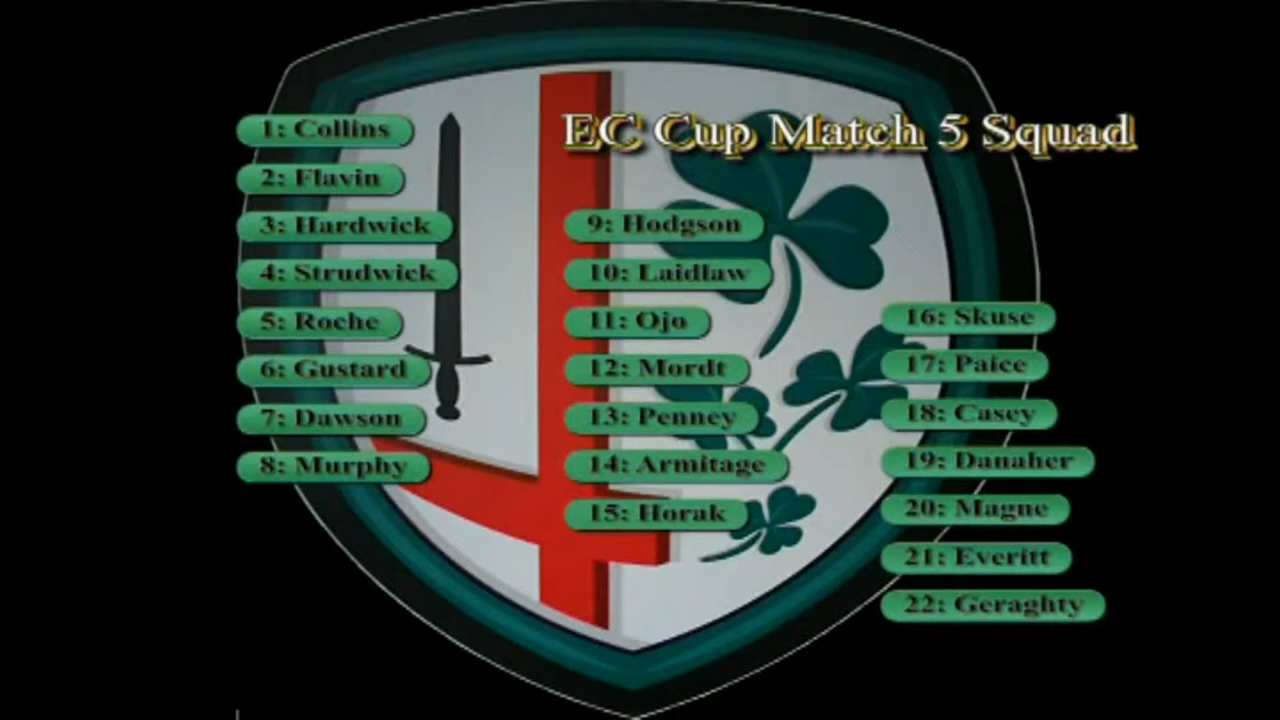 EC Cup Match 5 Squad
1: Collins
2: Flavin
3: Hardwick
4: Strudwick
5: Roche
6: Gustard
7: Dawson
8: Murphy
9: Hodgson
10: Laidlaw
11: Ojo
12: Mordt
13: Penney
14: Armitage
15: Horak
16: Skuse
17: Paice
18: Casey
19: Danaher
20: Magne
21: Everitt
22: Geraghty